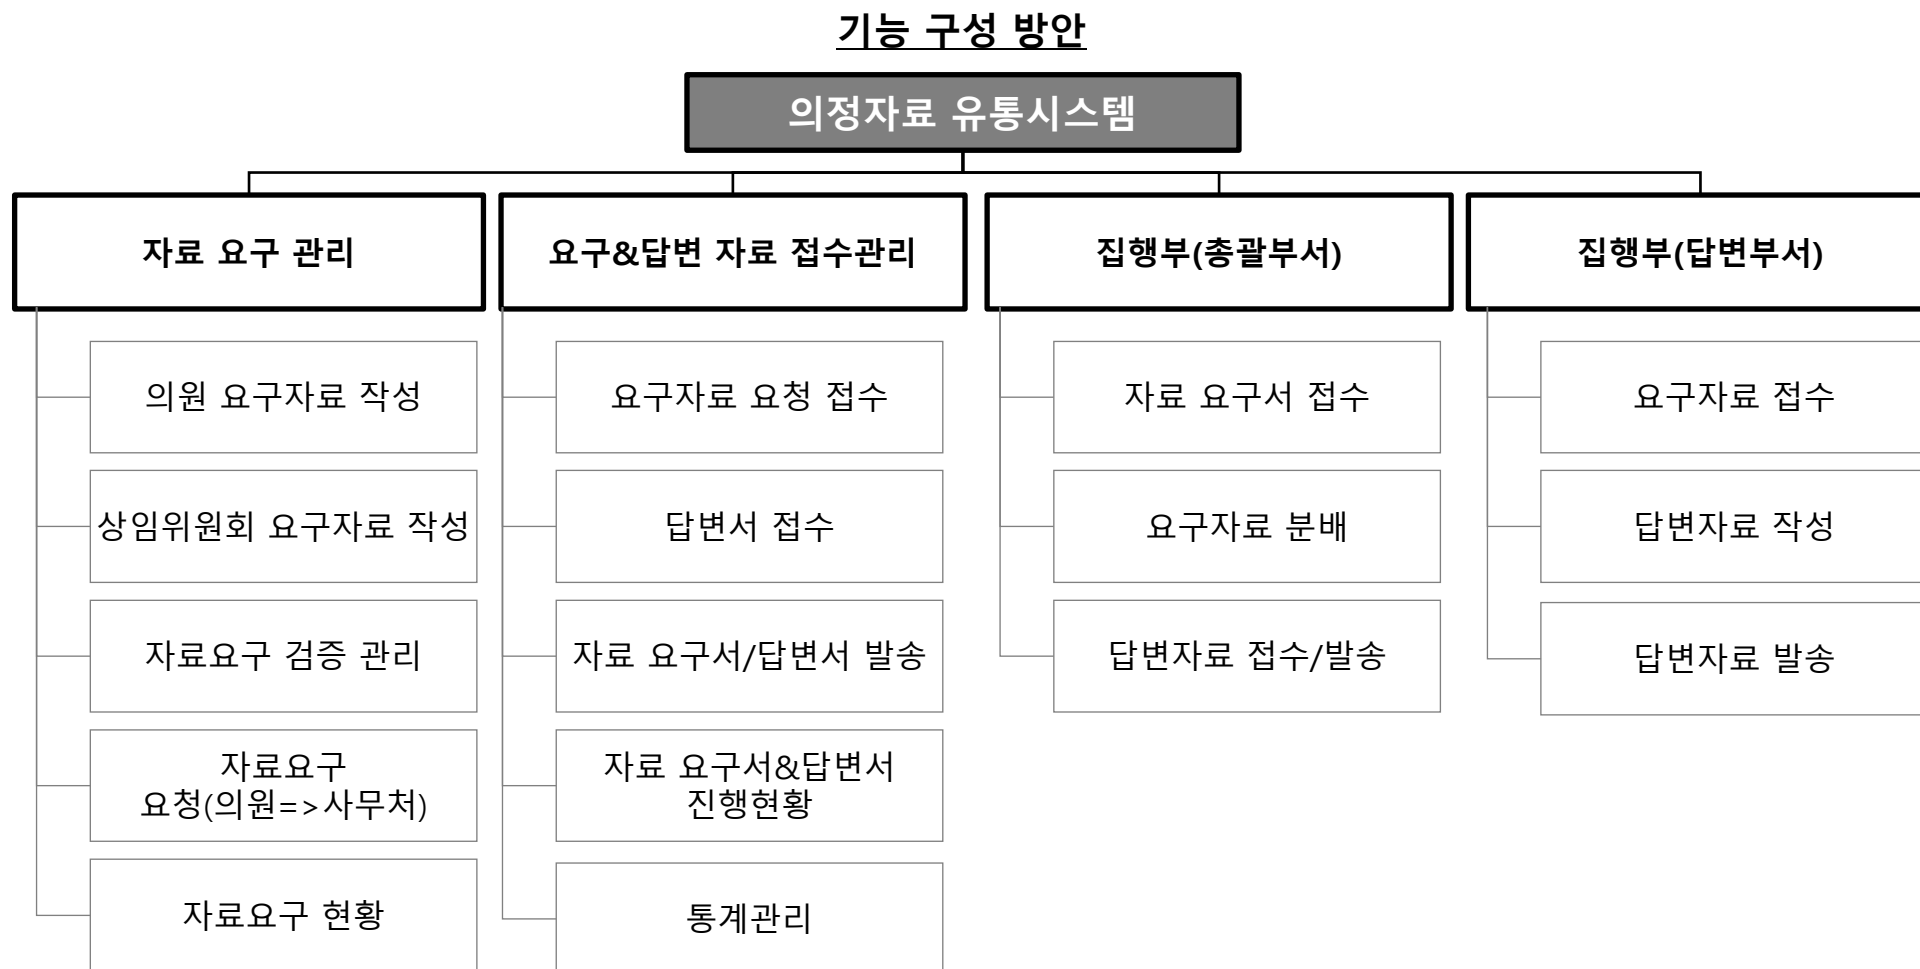 기능 구성 방안
의정자료 유통시스템
자료 요구 관리
요구&답변 자료 접수관리
집행부(총괄부서)
집행부(답변부서)
의원 요구자료 작성
상임위원회 요구자료 작성
자료요구 검증 관리
자료요구
요청(의원=>사무처)
자료요구 현황
요구자료 요청 접수
답변서 접수
자료 요구서/답변서 발송
자료 요구서&답변서
진행현황
통계관리
자료 요구서 접수
요구자료 분배
답변자료 접수/발송
요구자료 접수
답변자료 작성
답변자료 발송